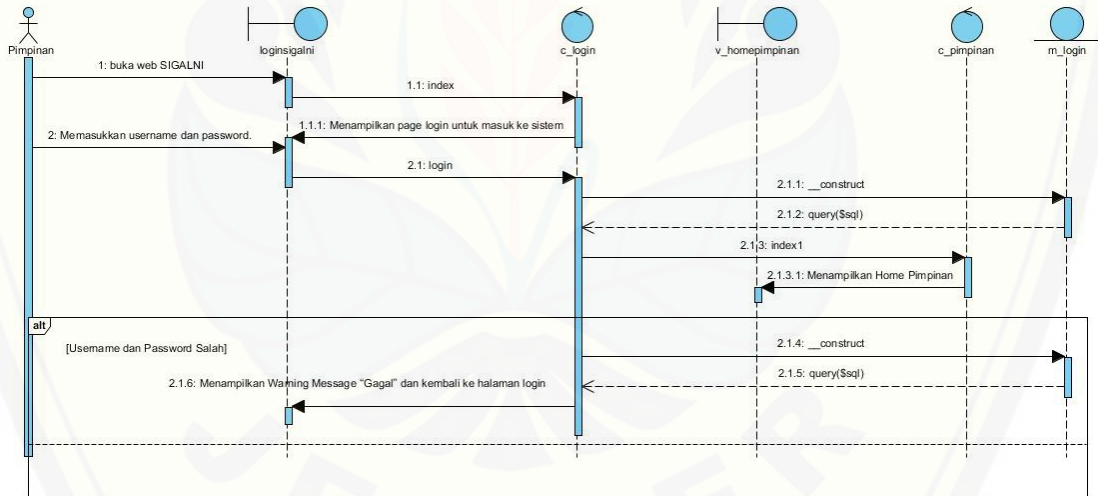 Pimpinan
loginsigalni
c_login
v_homepimpinan
c_pimpinan
m_login
1: buka web SIGALNI
1.1: index
1.1.1: Menampilkan page login untuk masuk ke sistem
2: Memasukkan username dan password.
2.1: login
2.1.1: __construct
2.1.2: query($sql)
2.1.3: index1
2.1.3.1: Menampilkan Home Pimpinan
alt
[Username dan Password Salah]
2.1.4: __construct
2.1.5: query($sql)
2.1.6: Menampilkan Warning Message “Gagal” dan kembali ke halaman login